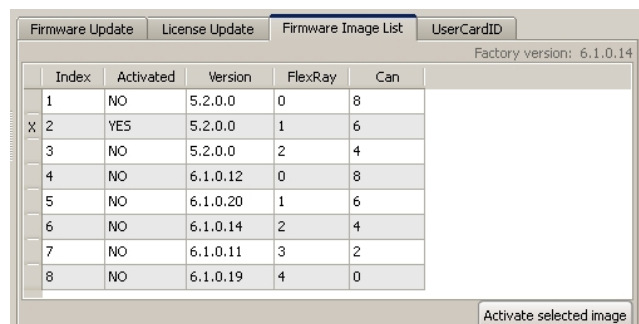 Firmware Update License Update Firmware Image List UserCardID
Factory version: 6.1.0.14
Index Activated Version FlexRay Can
1 NO 5.2.0.0 0 8
X 2 YES 5.2.0.0 1 6
3 NO 5.2.0.0 2 4
4 NO 6.1.0.12 0 8
5 NO 6.1.0.20 1 6
6 NO 6.1.0.14 2 4
7 NO 6.1.0.11 3 2
8 NO 6.1.0.19 4 0
Activate selected image